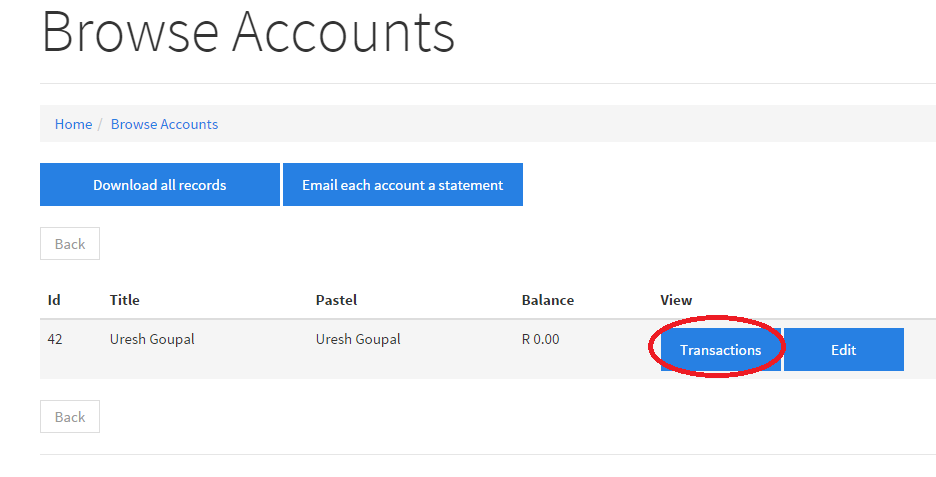 Browse Accounts
Home / Browse Accounts
Download all records Email each account a statement
Back
Id Title Pastel Balance View
42 Uresh Goupal Uresh Goupal R 0.00 Transactions Edit
Back